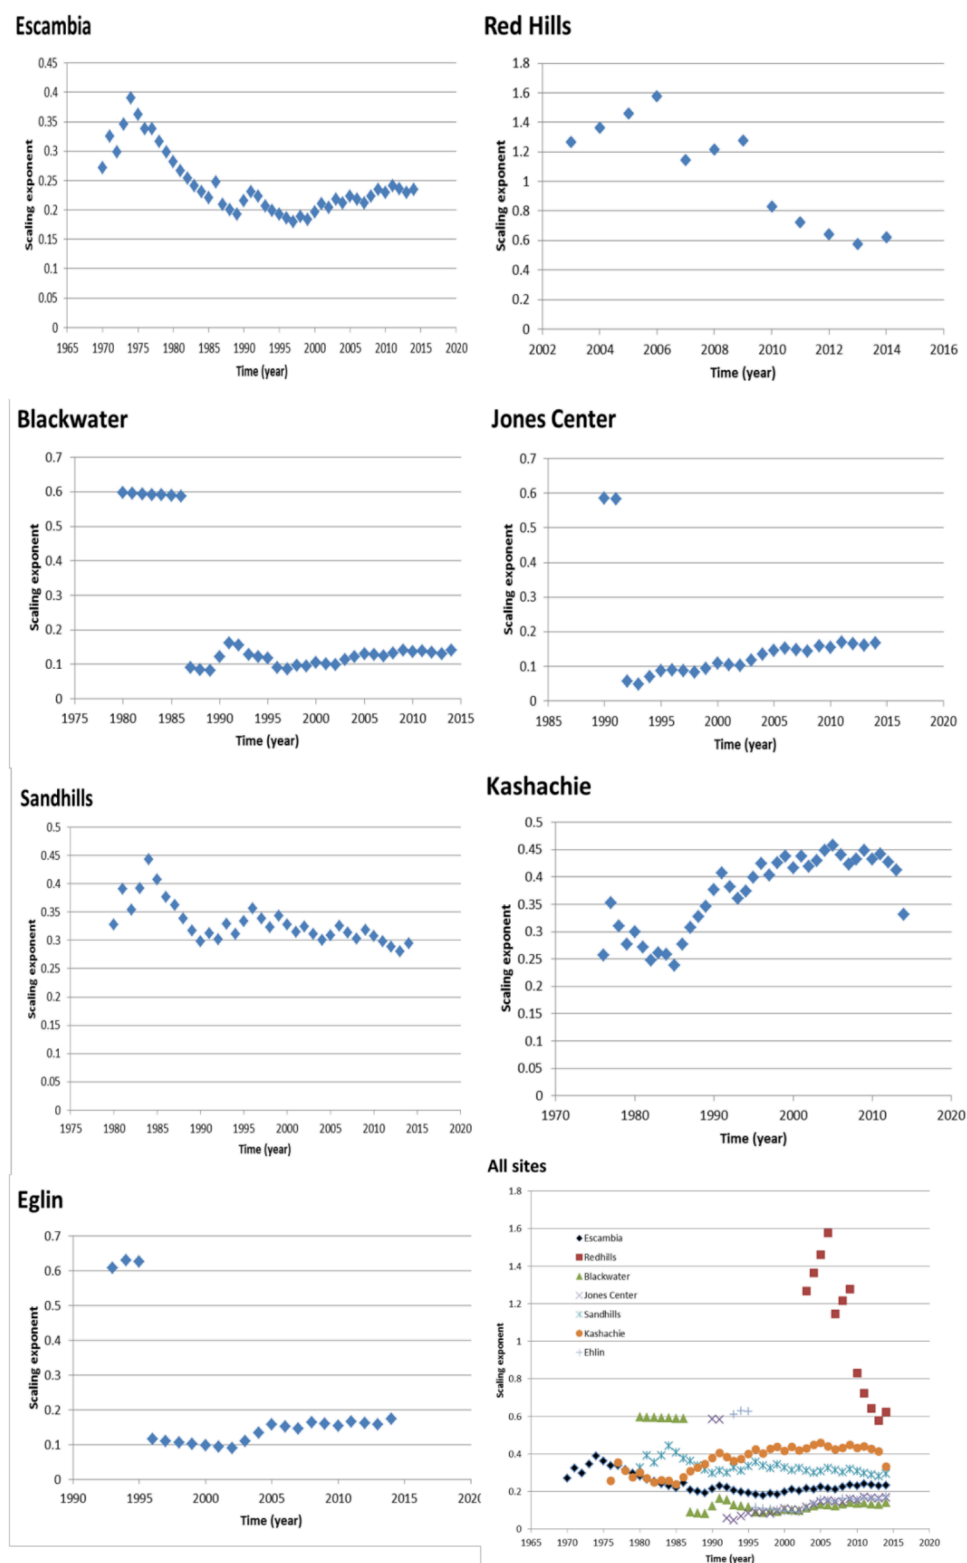 Escambia
Scaling exponent
0.45
0.4
0.35
0.3
0.25
0.2
0.15
0.1
0.05
0
1965 1970 1975 1980 1985 1990 1995 2000 2005 2010 2015 2020
Time (year)
Red Hills
Scaling exponent
1.8
1.6
1.4
1.2
1
0.8
0.6
0.4
0.2
0
2002 2004 2006 2008 2010 2012 2014 2016
Time (year)
Blackwater
Scaling exponent
0.7
0.6
0.5
0.4
0.3
0.2
0.1
0
1975 1980 1985 1990 1995 2000 2005 2010 2015
Time (year)
Jones Center
Scaling exponent
0.7
0.6
0.5
0.4
0.3
0.2
0.1
0
1985 1990 1995 2000 2005 2010 2015 2020
Time (year)
Sandhills
Scaling exponent
0.5
0.45
0.4
0.35
0.3
0.25
0.2
0.15
0.1
0.05
0
1975 1980 1985 1990 1995 2000 2005 2010 2015 2020
Time (year)
Kashachie
Scaling exponent
0.5
0.45
0.4
0.35
0.3
0.25
0.2
0.15
0.1
0.05
0
1970 1980 1990 2000 2010 2020
Time (year)
Eglin
Scaling exponent
0.7
0.6
0.5
0.4
0.3
0.2
0.1
0
1990 1995 2000 2005 2010 2015 2020
Time (year)
All sites
Scaling exponent
1.8
1.6
1.4
1.2
1
0.8
0.6
0.4
0.2
0
Escambia
Redhills
Blackwater
Jones Center
Sandhills
Kashachie
Ehlin
1965 1970 1975 1980 1985 1990 1995 2000 2005 2010 2015 2020
Time (year)